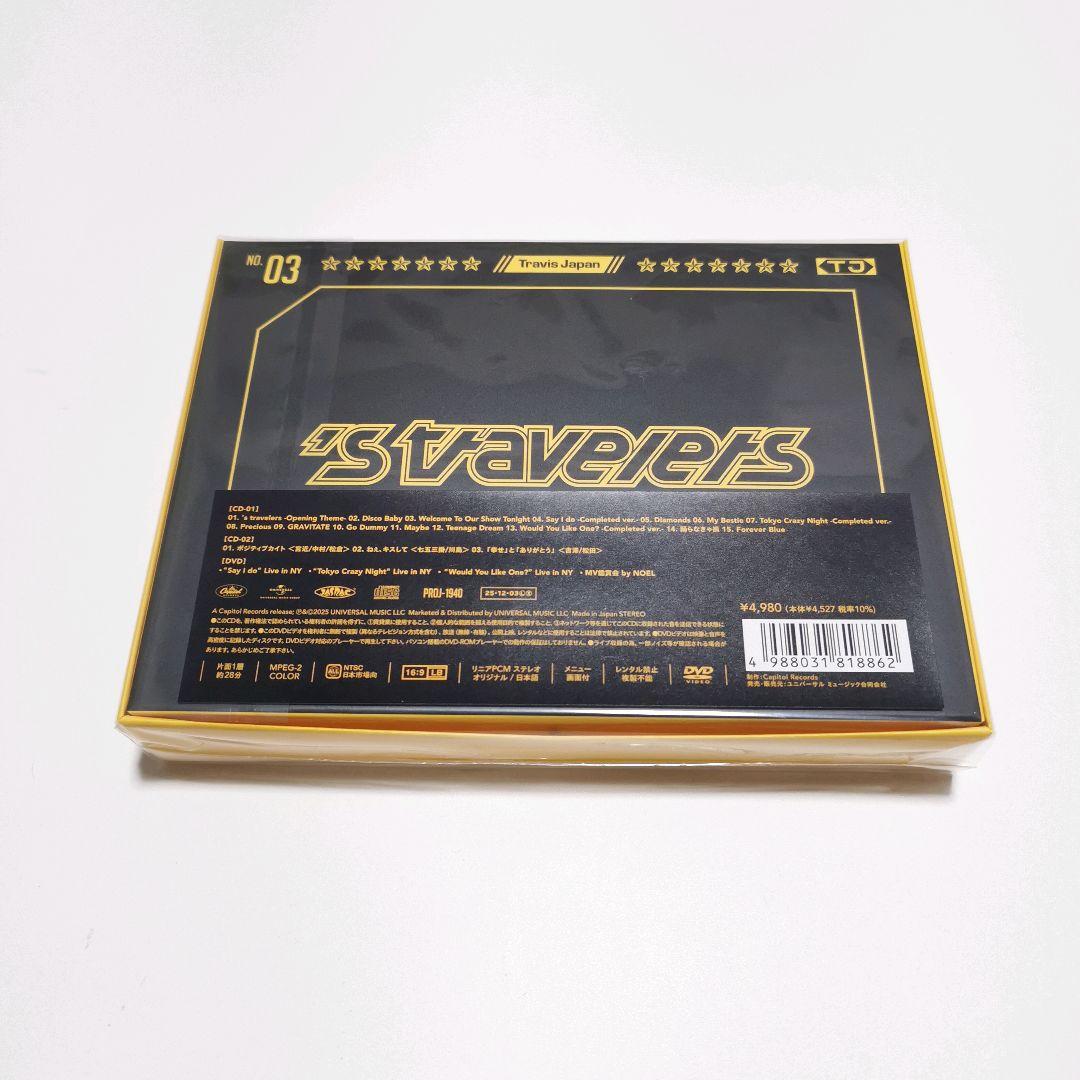 NO. 03 ★★★★★★★ Travis Japan ★★★★★★★ TJ
's travelers
[CD-01]
01. 's travelers -Opening Theme- 02. Disco Baby 03. Welcome To Our Show Tonight 04. Say I do -Completed ver.- 05. Diamonds 06. My Bestie 07. Tokyo Crazy Night -Completed ver.-
08. Precious 09. GRAVITATE 10. Go Dummy 11. Maybe 12. Teenage Dream 13. Would You Like One? -Completed ver.- 14. 踊らなきゃ損 15. Forever Blue
[CD-02]
01. ポジティブカイト <宮近/中村/松倉> 02. ねぇ、キスして <七五三掛/川島> 03. 「幸せ」と「ありがとう」 <吉澤/松田>
[DVD]
・"Say I do" Live in NY ・"Tokyo Crazy Night" Live in NY ・"Would You Like One?" Live in NY ・MV鑑賞会 by NOEL
Capitol UNIVERSAL UNIVERSAL MUSIC GROUP JASRAC PROJ-1940 25・12・03
A Capitol Records release; ℗&©2025 UNIVERSAL MUSIC LLC Marketed & Distributed by UNIVERSAL MUSIC LLC Made in Japan STEREO
¥4,980 (本体¥4,527 税率10%)
4 988031 818862
片面1層 約28分
MPEG-2 COLOR
ALL NTSC 日本市場向
16:9 LB
リニアPCM ステレオ オリジナル / 日本語
メニュー 画面付
レンタル禁止 複製不能
DVD VIDEO
制作:Capitol Records
発売・販売元:ユニバーサル ミュージック合同会社